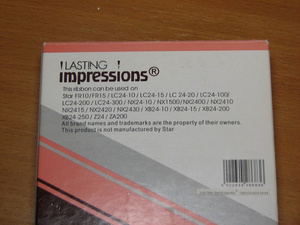 LASTING
impressions®
This ribbon can be used on
Star FR10/FR15 / LC24-10 / LC24-15 / LC 24-20 / LC24-100/
LC24-200 / LC24-300 / NX24-10 / NX1500/ NX2400 / NX2410
NX2415 / NX2420 / NX2430 / XB24-10 / XB24-15 / XB24-200
XB24-250 / Z24 / ZA200
All brand names and trademarks are the property of their owners.
This product is not manufactured by Star